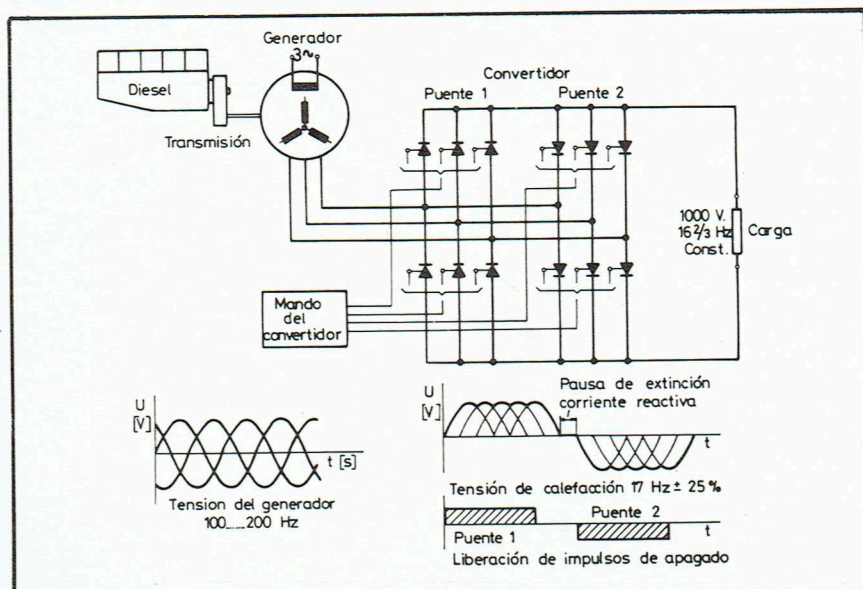 Generador
3~
Diesel
Transmisión
Convertidor
Puente 1
Puente 2
1000 V.
16 2/3 Hz
Const.
Carga
Mando
del
convertidor
U
[V]
t [s]
Tension del generador
100....200 Hz
U
[V]
Pausa de extinción
corriente reactiva
t
Tensión de calefacción 17 Hz ± 25 %
Puente 1
Puente 2
t
Liberación de impulsos de apagado